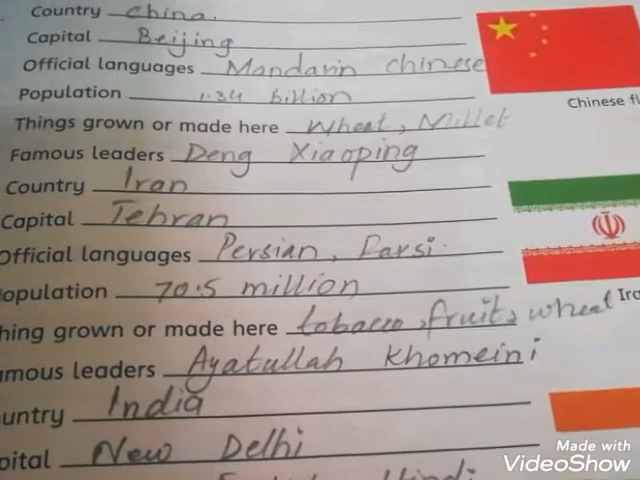 Country China.
Capital Beijing
Official languages Mandarin chinese
Population 1.34 billion
Chinese fl
Things grown or made here Wheat, Millet
Famous leaders Deng Xiaoping
Country Iran
Capital Tehran
Official languages Persian, Farsi.
opulation 70.5 million
Ira
hing grown or made here tobacco, fruits, wheat
amous leaders Ayatullah Khomeini
untry India
pital New Delhi
Hindi
Made with
VideoShow